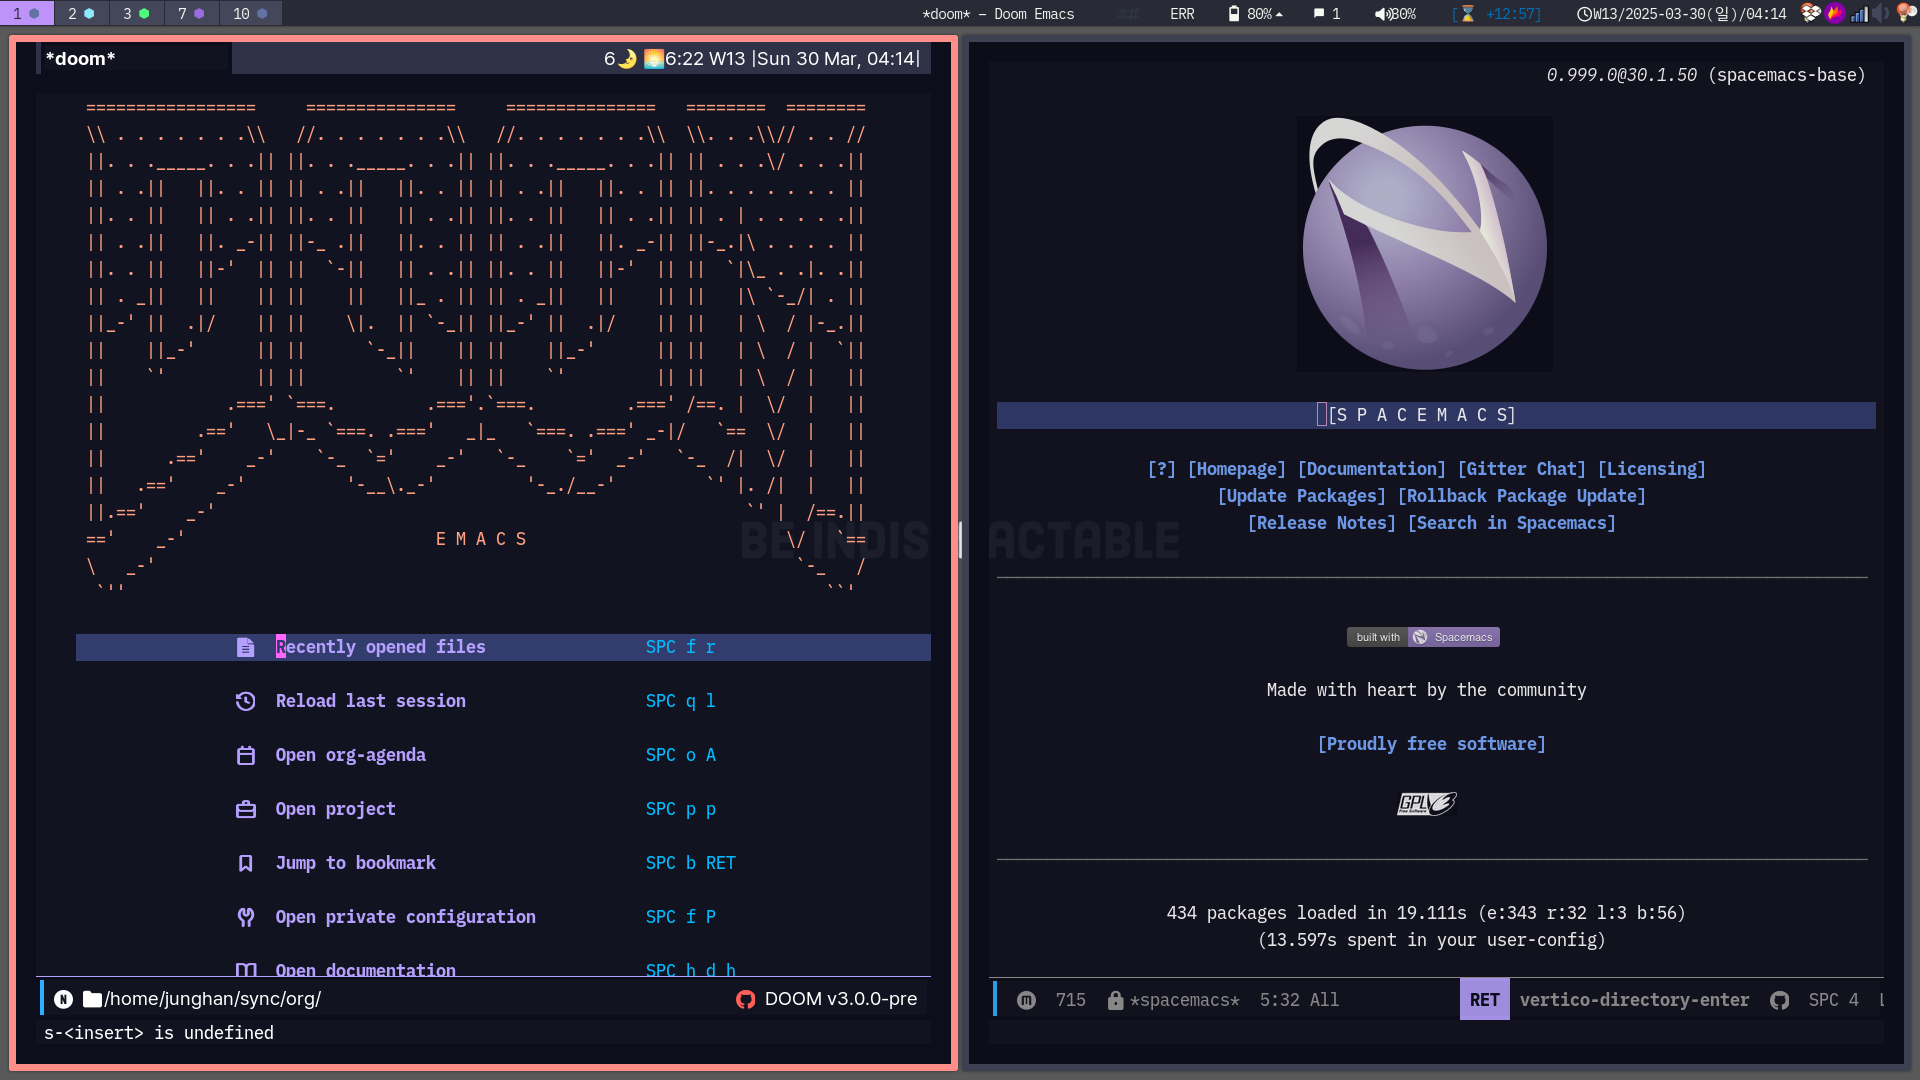 1 2 3 7 10 *doom* – Doom Emacs ERR 80% 1 80% [⌛ +12:57] W13/2025-03-30(일)/04:14
*doom* 6🌙 🌅6:22 W13 |Sun 30 Mar, 04:14|
E M A C S
Recently opened files SPC f r
Reload last session SPC q l
Open org-agenda SPC o A
Open project SPC p p
Jump to bookmark SPC b RET
Open private configuration SPC f P
Open documentation SPC h d h
N /home/junghan/sync/org/ DOOM v3.0.0-pre
s-<insert> is undefined
BE INDIS ACTABLE
0.999.0@30.1.50 (spacemacs-base)
[S P A C E M A C S]
[?] [Homepage] [Documentation] [Gitter Chat] [Licensing]
[Update Packages] [Rollback Package Update]
[Release Notes] [Search in Spacemacs]
built with Spacemacs
Made with heart by the community
[Proudly free software]
GPL 3
Free Software
434 packages loaded in 19.111s (e:343 r:32 l:3 b:56)
(13.597s spent in your user-config)
m 715 *spacemacs* 5:32 All RET vertico-directory-enter SPC 4